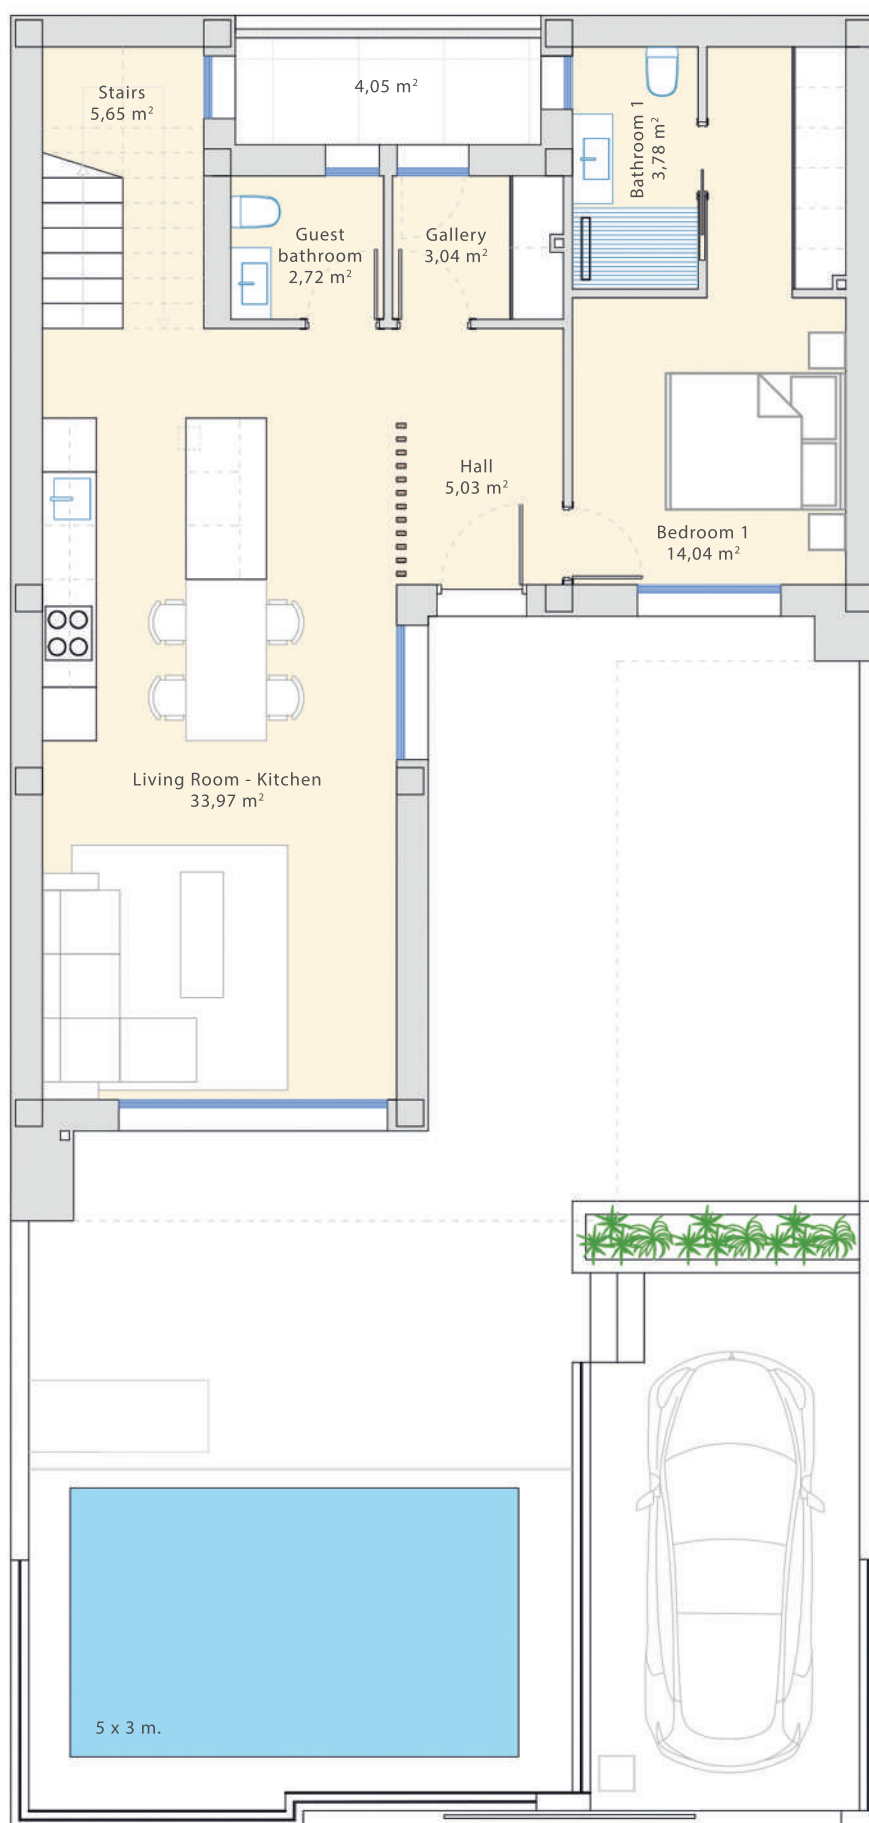 Stairs
5,65 m²
4,05 m²
Bathroom 1
3,78 m²
Guest
bathroom
2,72 m²
Gallery
3,04 m²
Hall
5,03 m²
Bedroom 1
14,04 m²
Living Room - Kitchen
33,97 m²
5 x 3 m.